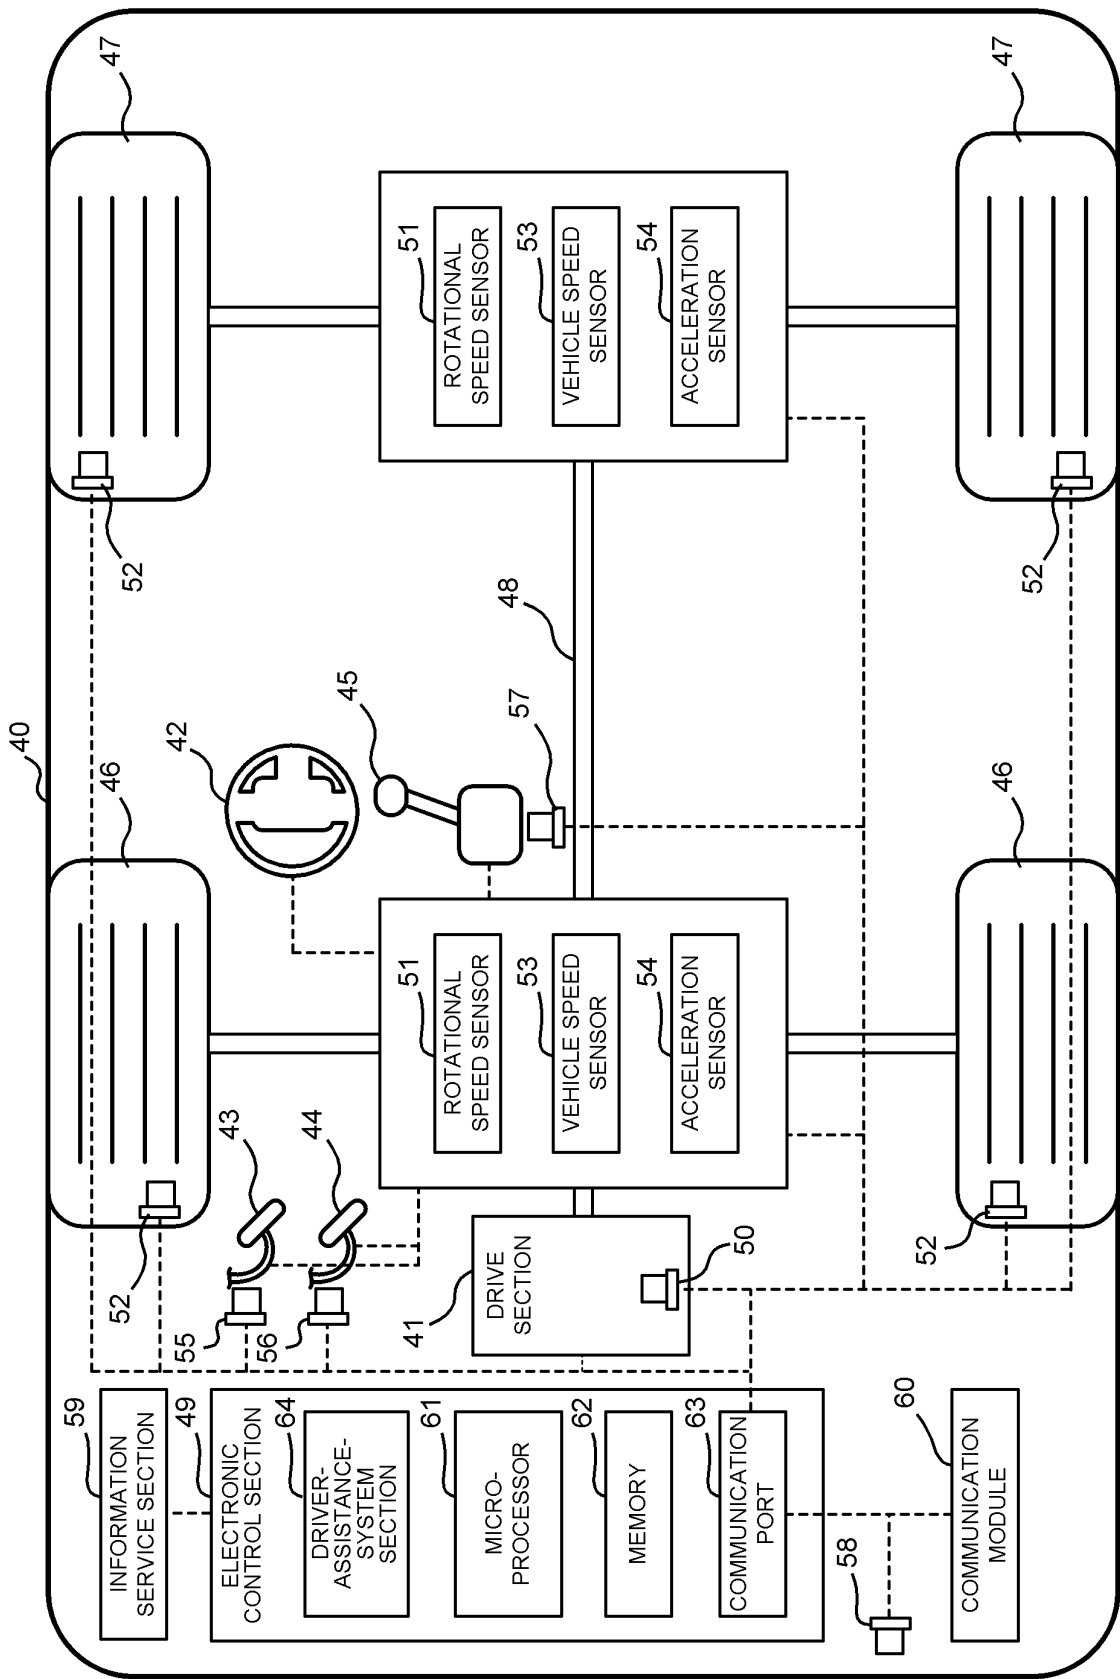 40
46
47
59
INFORMATION
SERVICE SECTION
52
52
49
ELECTRONIC
CONTROL SECTION
55
43
42
64
DRIVER-
ASSISTANCE-
SYSTEM
SECTION
56
44
45
61
MICRO-
PROCESSOR
41
DRIVE
SECTION
51
ROTATIONAL
SPEED SENSOR
51
ROTATIONAL
SPEED SENSOR
48
57
62
MEMORY
53
VEHICLE SPEED
SENSOR
53
VEHICLE SPEED
SENSOR
63
COMMUNICATION
PORT
50
54
ACCELERATION
SENSOR
54
ACCELERATION
SENSOR
58
60
COMMUNICATION
MODULE
52
52
46
47